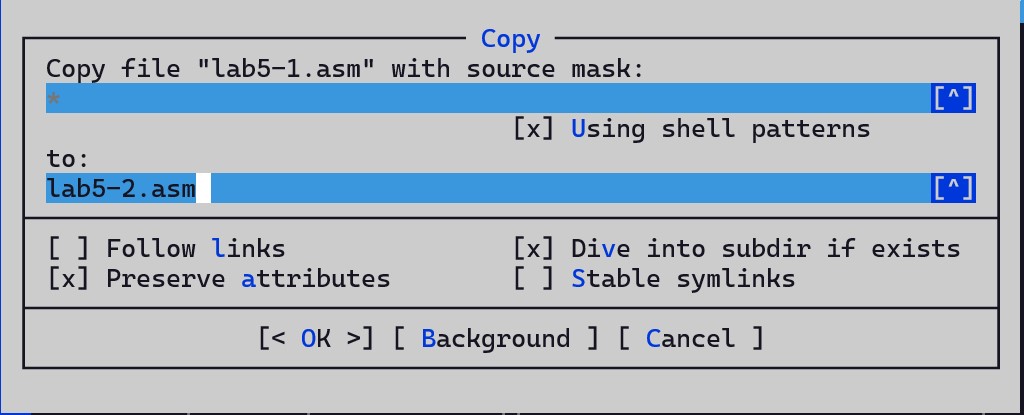 Copy
Copy file "lab5-1.asm" with source mask:
* [^]
[x] Using shell patterns
to:
lab5-2.asm [^]
[ ] Follow links [x] Dive into subdir if exists
[x] Preserve attributes [ ] Stable symlinks
[< OK >] [ Background ] [ Cancel ]